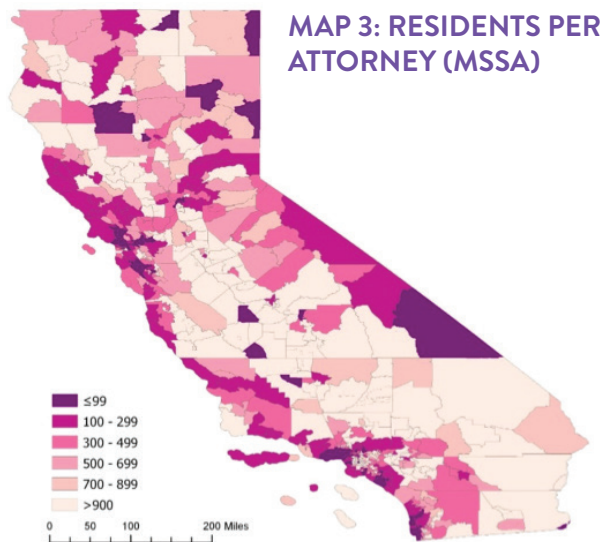 MAP 3: RESIDENTS PER
ATTORNEY (MSSA)
≤99
100 - 299
300 - 499
500 - 699
700 - 899
>900
0 50 100 200 Miles